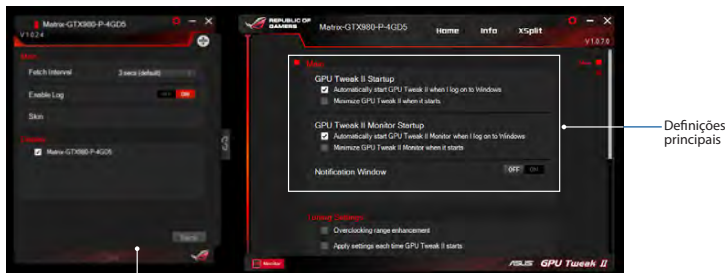 Matrix-GTX980-P-4GD5
V1.0.2.4
Main
Fetch Interval
3 secs (default)
Enable Log
OFF ON
Skin
Matrix-GTX980-P-4GD5
REPUBLIC OF
GAMERS
Matrix-GTX980-P-4GD5
Home
Info
XSplit
V1.0.7.0
Main
GPU Tweak II Startup
Automatically start GPU Tweak II when I log on to Windows
Minimize GPU Tweak II when it starts
GPU Tweak II Monitor Startup
Automatically start GPU Tweak II Monitor when I log on to Windows
Minimize GPU Tweak II Monitor when it starts
Notification Window
OFF ON
Tuning Settings
Overclocking range enhancement
Apply settings each time GPU Tweak II starts
Monitor
ASUS GPU Tweak II
Definições
principais